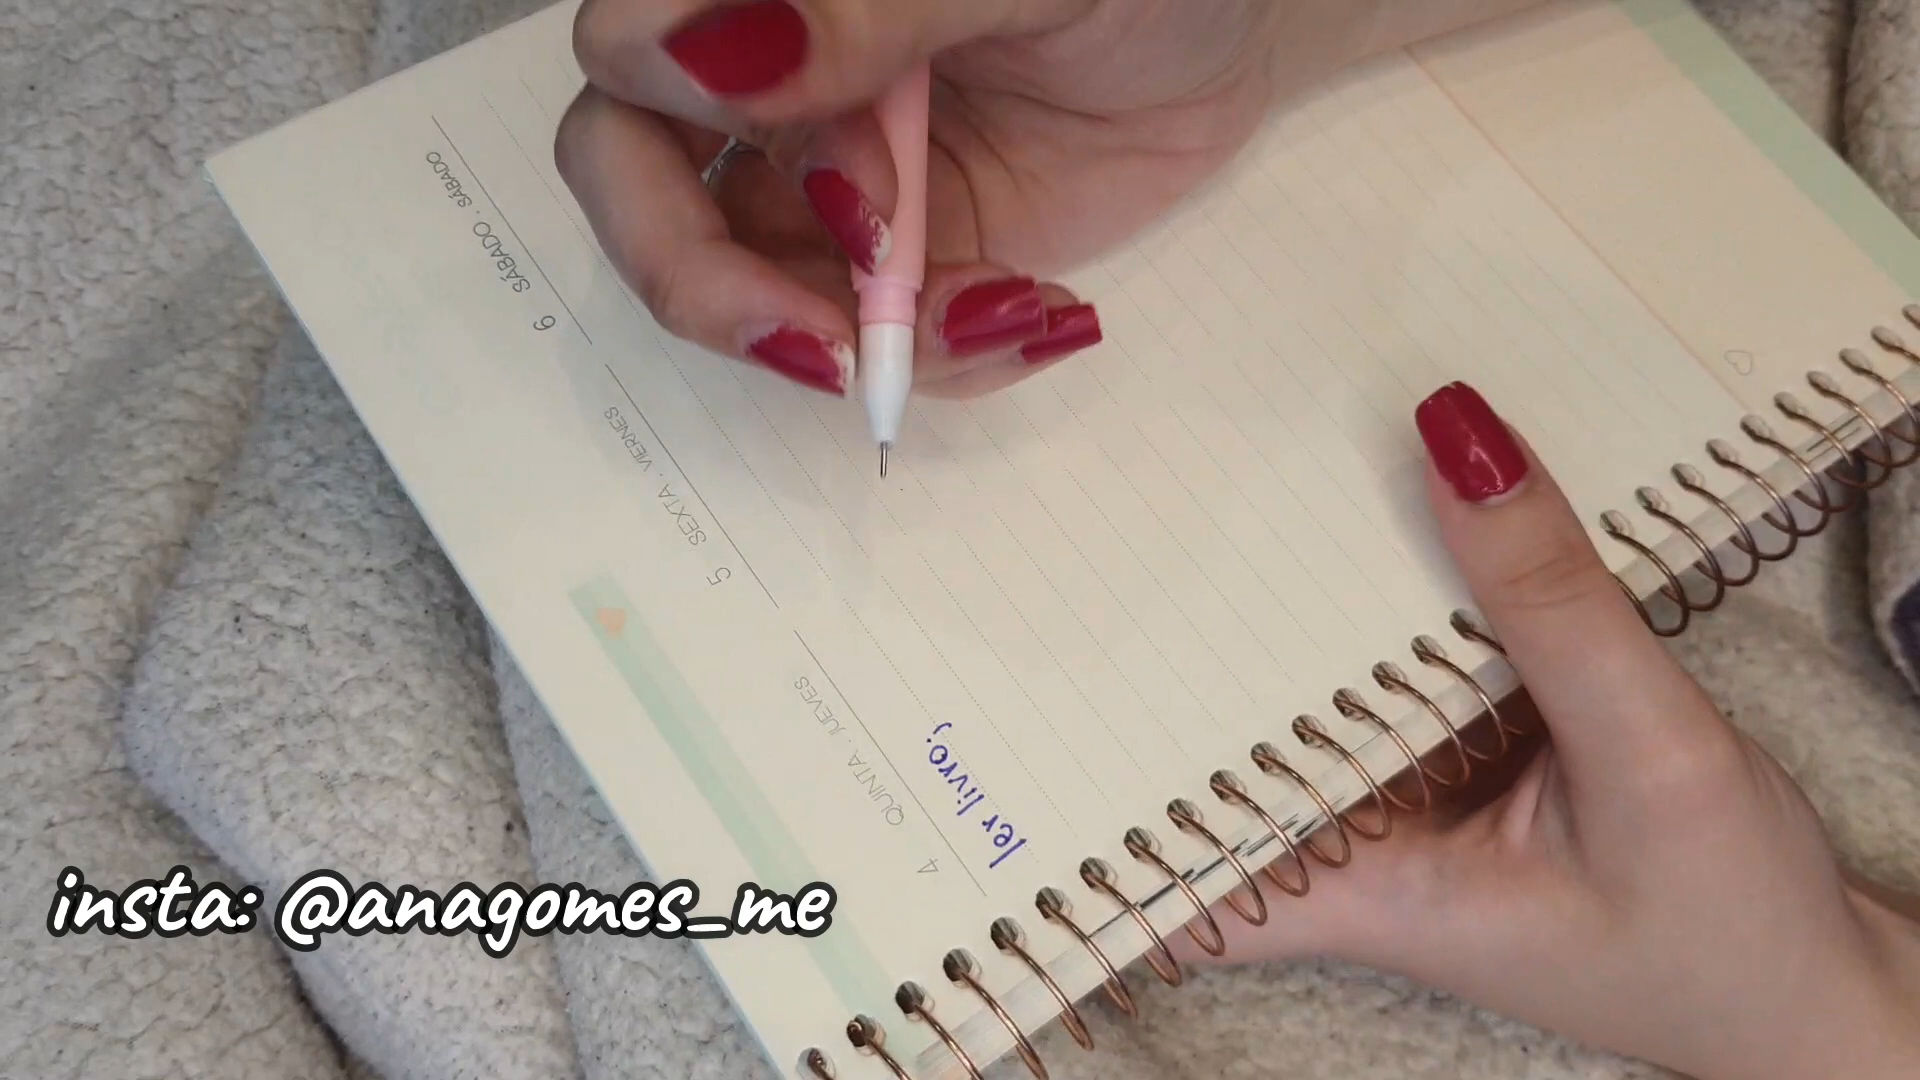 4 QUINTA . JUEVES
ler livro;
5 SEXTA . VIERNES
6 SÁBADO . SÁBADO
insta: @anagomes_me